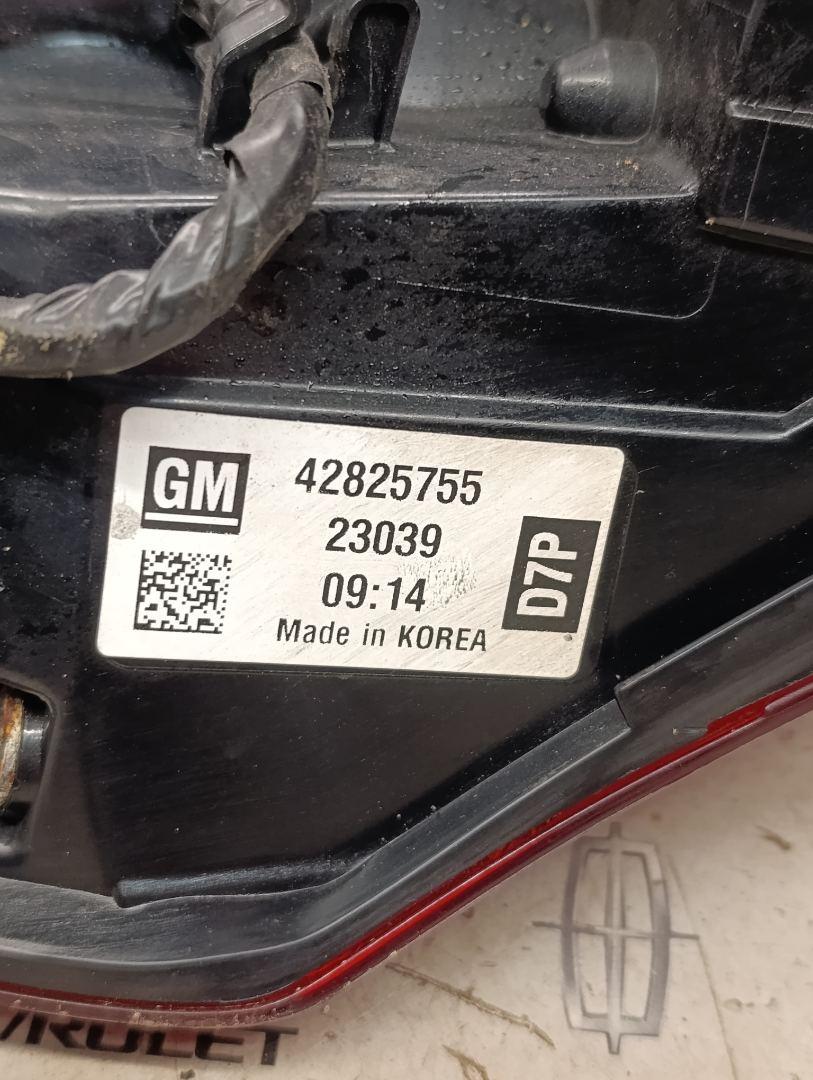 GM
42825755
23039
09:14
Made in KOREA
D7P
VROLET